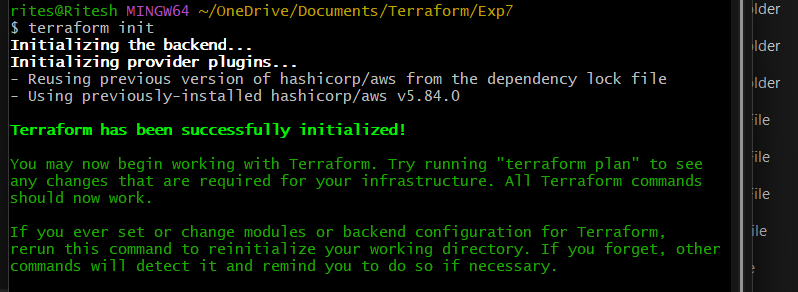 rites@Ritesh MINGW64 ~/OneDrive/Documents/Terraform/Exp7
$ terraform init
Initializing the backend...
Initializing provider plugins...
- Reusing previous version of hashicorp/aws from the dependency lock file
- Using previously-installed hashicorp/aws v5.84.0
Terraform has been successfully initialized!
You may now begin working with Terraform. Try running "terraform plan" to see
any changes that are required for your infrastructure. All Terraform commands
should now work.
If you ever set or change modules or backend configuration for Terraform,
rerun this command to reinitialize your working directory. If you forget, other
commands will detect it and remind you to do so if necessary.